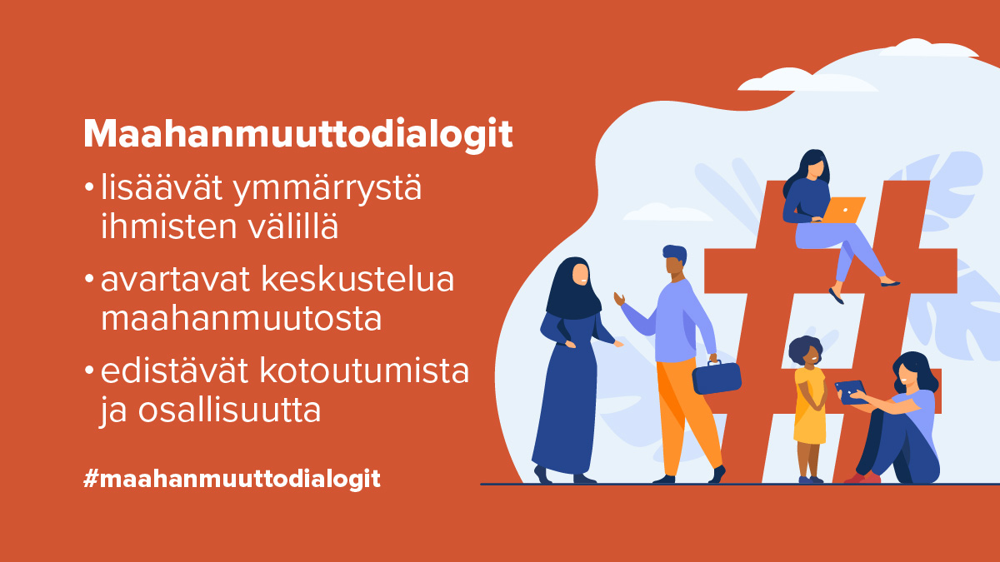 Maahanmuuttodialogit
• lisäävät ymmärrystä
ihmisten välillä
• avartavat keskustelua
maahanmuutosta
• edistävät kotoutumista
ja osallisuutta
#maahanmuuttodialogit